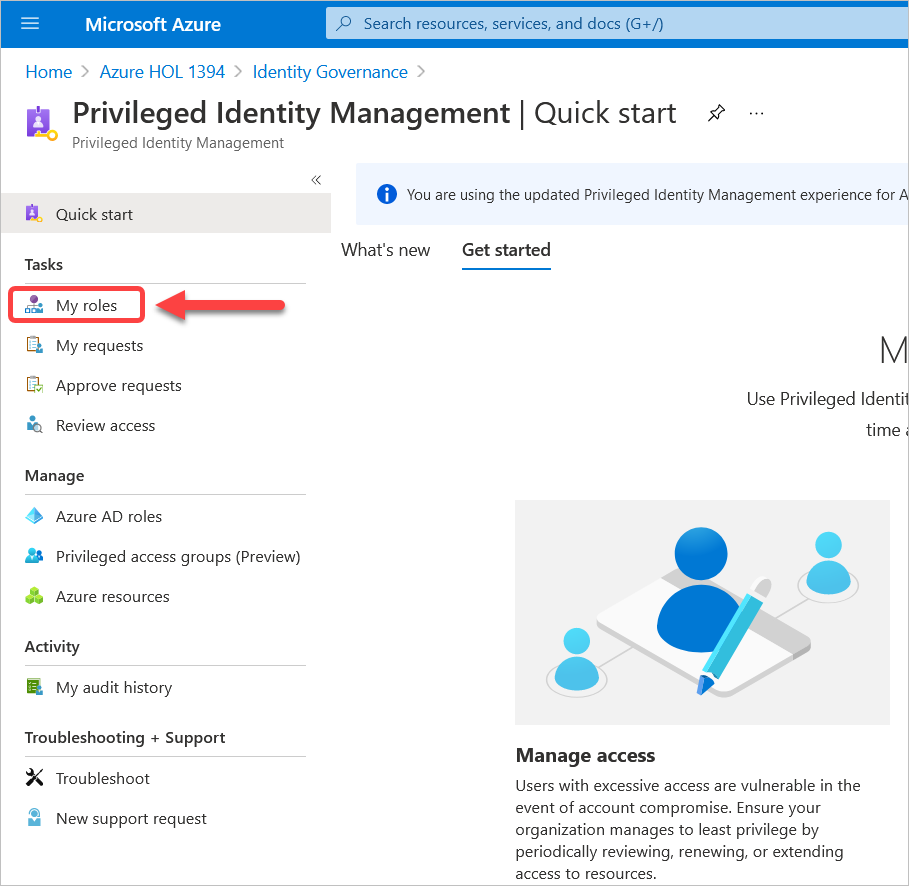 Microsoft Azure
Search resources, services, and docs (G+/)
Home > Azure HOL 1394 > Identity Governance >
Privileged Identity Management | Quick start
Privileged Identity Management
«
You are using the updated Privileged Identity Management experience for A
Quick start
What's new
Get started
Tasks
My roles
My requests
Approve requests
Review access
Manage
Azure AD roles
Privileged access groups (Preview)
Azure resources
Activity
My audit history
Troubleshooting + Support
Troubleshoot
New support request
M
Use Privileged Identit
time a
Manage access
Users with excessive access are vulnerable in the
event of account compromise. Ensure your
organization manages to least privilege by
periodically reviewing, renewing, or extending
access to resources.